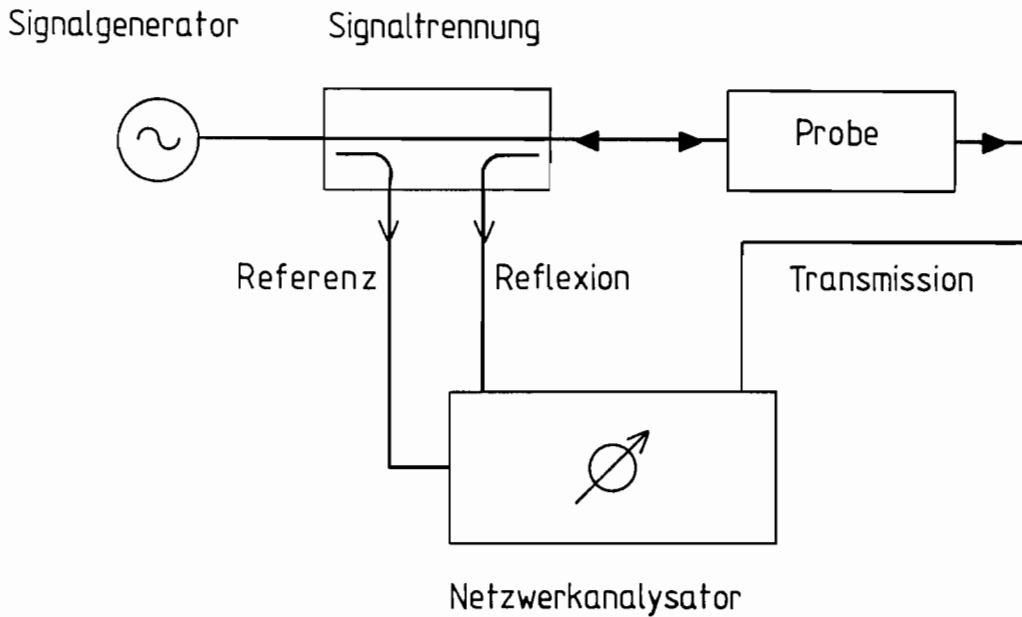 Signalgenerator
Signaltrennung
Probe
Referenz
Reflexion
Transmission
Netzwerkanalysator